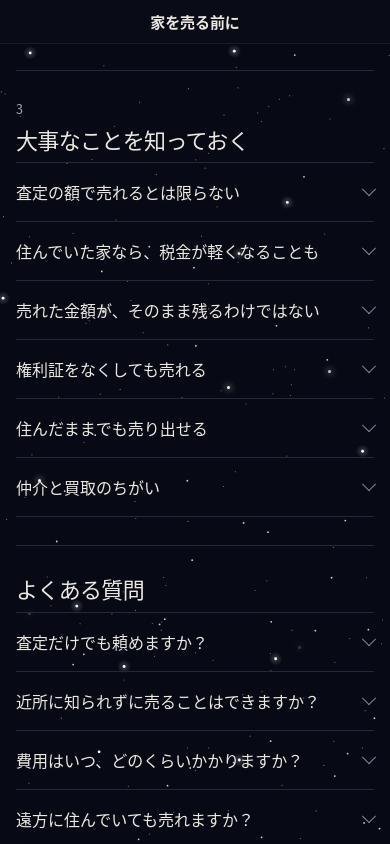 家を売る前に
3
大事なことを知っておく
査定の額で売れるとは限らない
住んでいた家なら、税金が軽くなることも
売れた金額が、そのまま残るわけではない
権利証をなくしても売れる
住んだままでも売り出せる
仲介と買取のちがい
よくある質問
査定だけでも頼めますか？
近所に知られずに売ることはできますか？
費用はいつ、どのくらいかかりますか？
遠方に住んでいても売れますか？